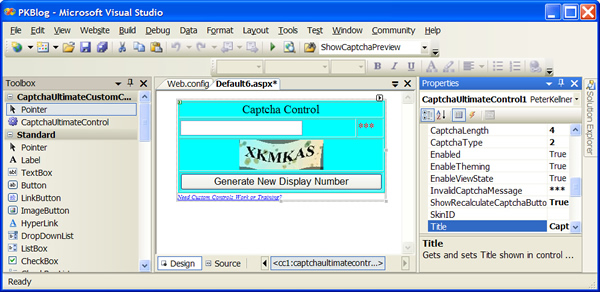 PKBlog - Microsoft Visual Studio
File Edit View Website Build Debug Data Format Layout Tools Test Window Community Help
ShowCaptchaPreview
B I U A
Toolbox
CaptchaUltimateCustomC...
Pointer
CaptchaUltimateControl
Standard
Pointer
A Label
TextBox
Button
LinkButton
ImageButton
HyperLink
DropDownList
ListBox
CheckBox
Web.config Default6.aspx*
Captcha Control
***
XKMKAS
Generate New Display Number
Need Custom Controls Work or Training?
Design Source <cc1:captchaultimatecontr...>
Properties
CaptchaUltimateControl1 PeterKellner
CaptchaLength 4
CaptchaType 2
Enabled True
EnableTheming True
EnableViewState True
InvalidCaptchaMessage ***
ShowRecalculateCaptchaButto True
SkinID
Title Capt
Title
Gets and sets Title shown in control ...
Solution Explorer
Ready